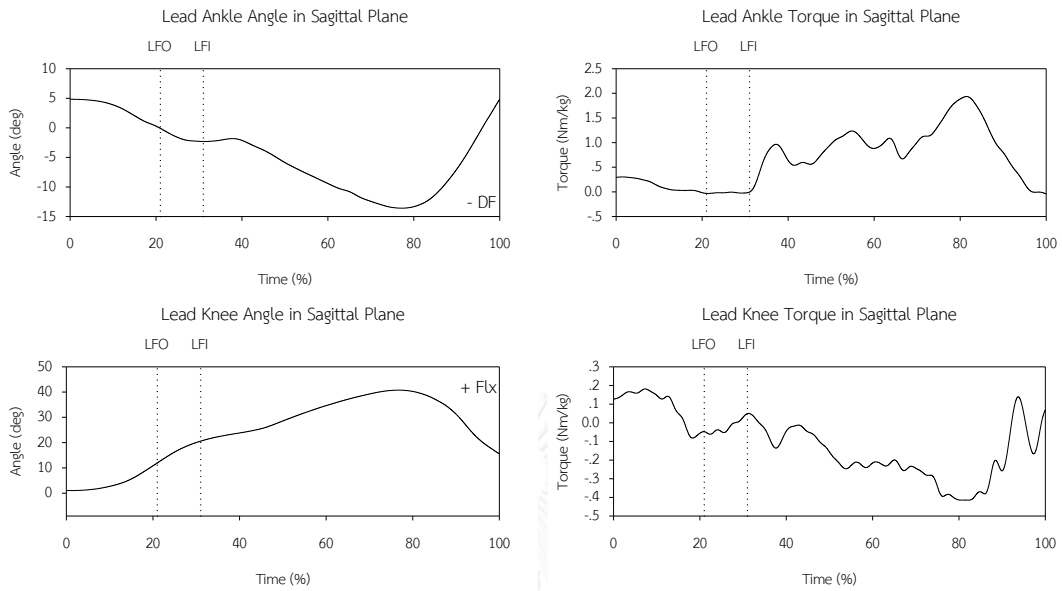 Lead Ankle Angle in Sagittal Plane
LFO LFI
10
5
0
-5
-10
-15
Angle (deg)
- DF
0 20 40 60 80 100
Time (%)
Lead Ankle Torque in Sagittal Plane
LFO LFI
2.5
2.0
1.5
1.0
.5
0.0
-.5
Torque (Nm/kg)
0 20 40 60 80 100
Time (%)
Lead Knee Angle in Sagittal Plane
LFO LFI
50
40
30
20
10
0
Angle (deg)
+ Flx
0 20 40 60 80 100
Time (%)
Lead Knee Torque in Sagittal Plane
LFO LFI
.3
.2
.1
0.0
-.1
-.2
-.3
-.4
-.5
Torque (Nm/kg)
0 20 40 60 80 100
Time (%)